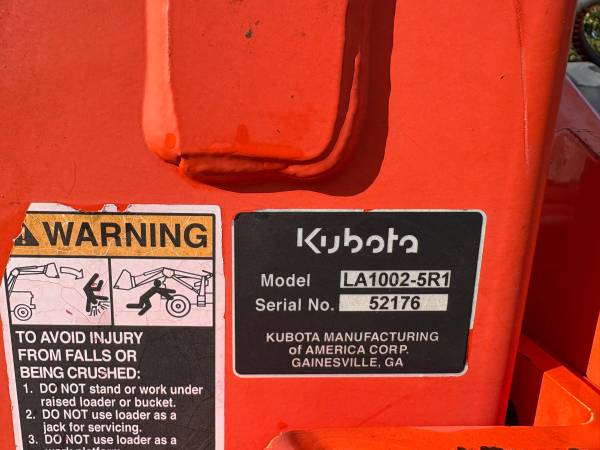 WARNING
TO AVOID INJURY
FROM FALLS OR
BEING CRUSHED:
1. DO NOT stand or work under
raised loader or bucket.
2. DO NOT use loader as a
jack for servicing.
3. DO NOT use loader as a
work platform.
Kubota
Model LA1002-5R1
Serial No. 52176
KUBOTA MANUFACTURING
of AMERICA CORP.
GAINESVILLE, GA